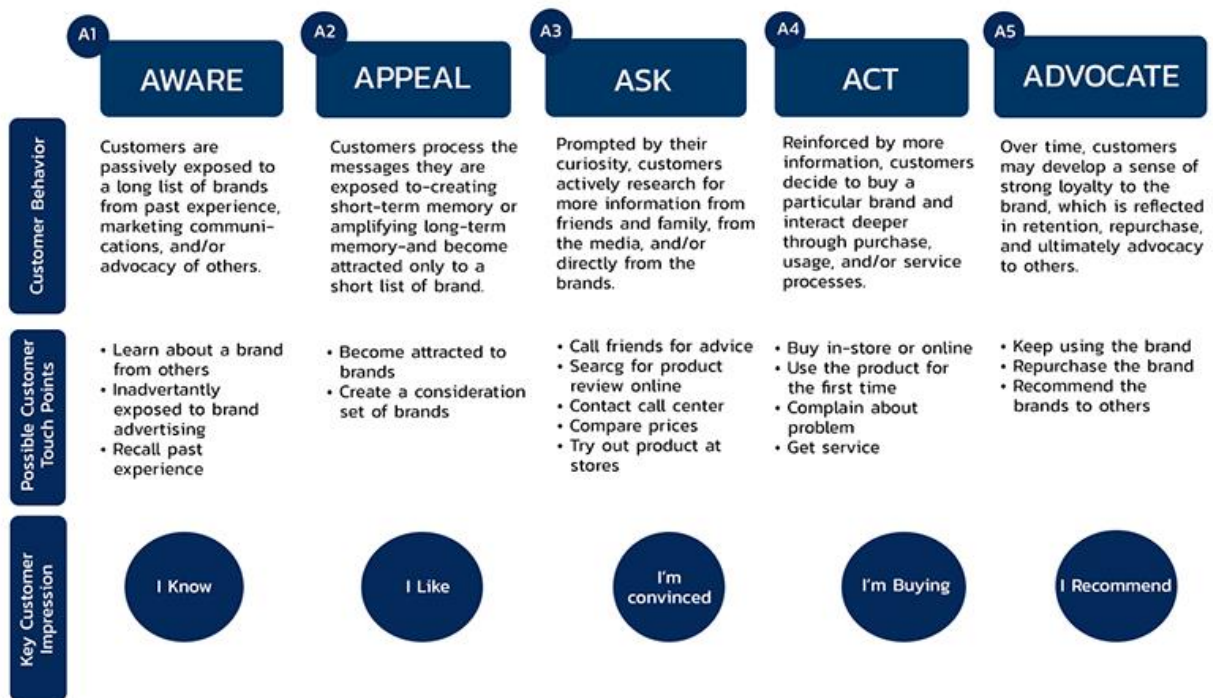 A1
AWARE
A2
APPEAL
A3
ASK
A4
ACT
A5
ADVOCATE
Customer Behavior
Customers are
passively exposed to
a long list of brands
from past experience,
marketing communi-
cations, and/or
advocacy of others.
Customers process the
messages they are
exposed to-creating
short-term memory or
amplifying long-term
memory-and become
attracted only to a
short list of brand.
Prompted by their
curiosity, customers
actively research for
more information from
friends and family, from
the media, and/or
directly from the
brands.
Reinforced by more
information, customers
decide to buy a
particular brand and
interact deeper
through purchase,
usage, and/or service
processes.
Over time, customers
may develop a sense of
strong loyalty to the
brand, which is reflected
in retention, repurchase,
and ultimately advocacy
to others.
Possible Customer
Touch Points
• Learn about a brand
from others
• Inadvertantly
exposed to brand
advertising
• Recall past
experience
• Become attracted to
brands
• Create a consideration
set of brands
• Call friends for advice
• Searcg for product
review online
• Contact call center
• Compare prices
• Try out product at
stores
• Buy in-store or online
• Use the product for
the first time
• Complain about
problem
• Get service
• Keep using the brand
• Repurchase the brand
• Recommend the
brands to others
Key Customer
Impression
I Know
I Like
I'm
convinced
I'm Buying
I Recommend